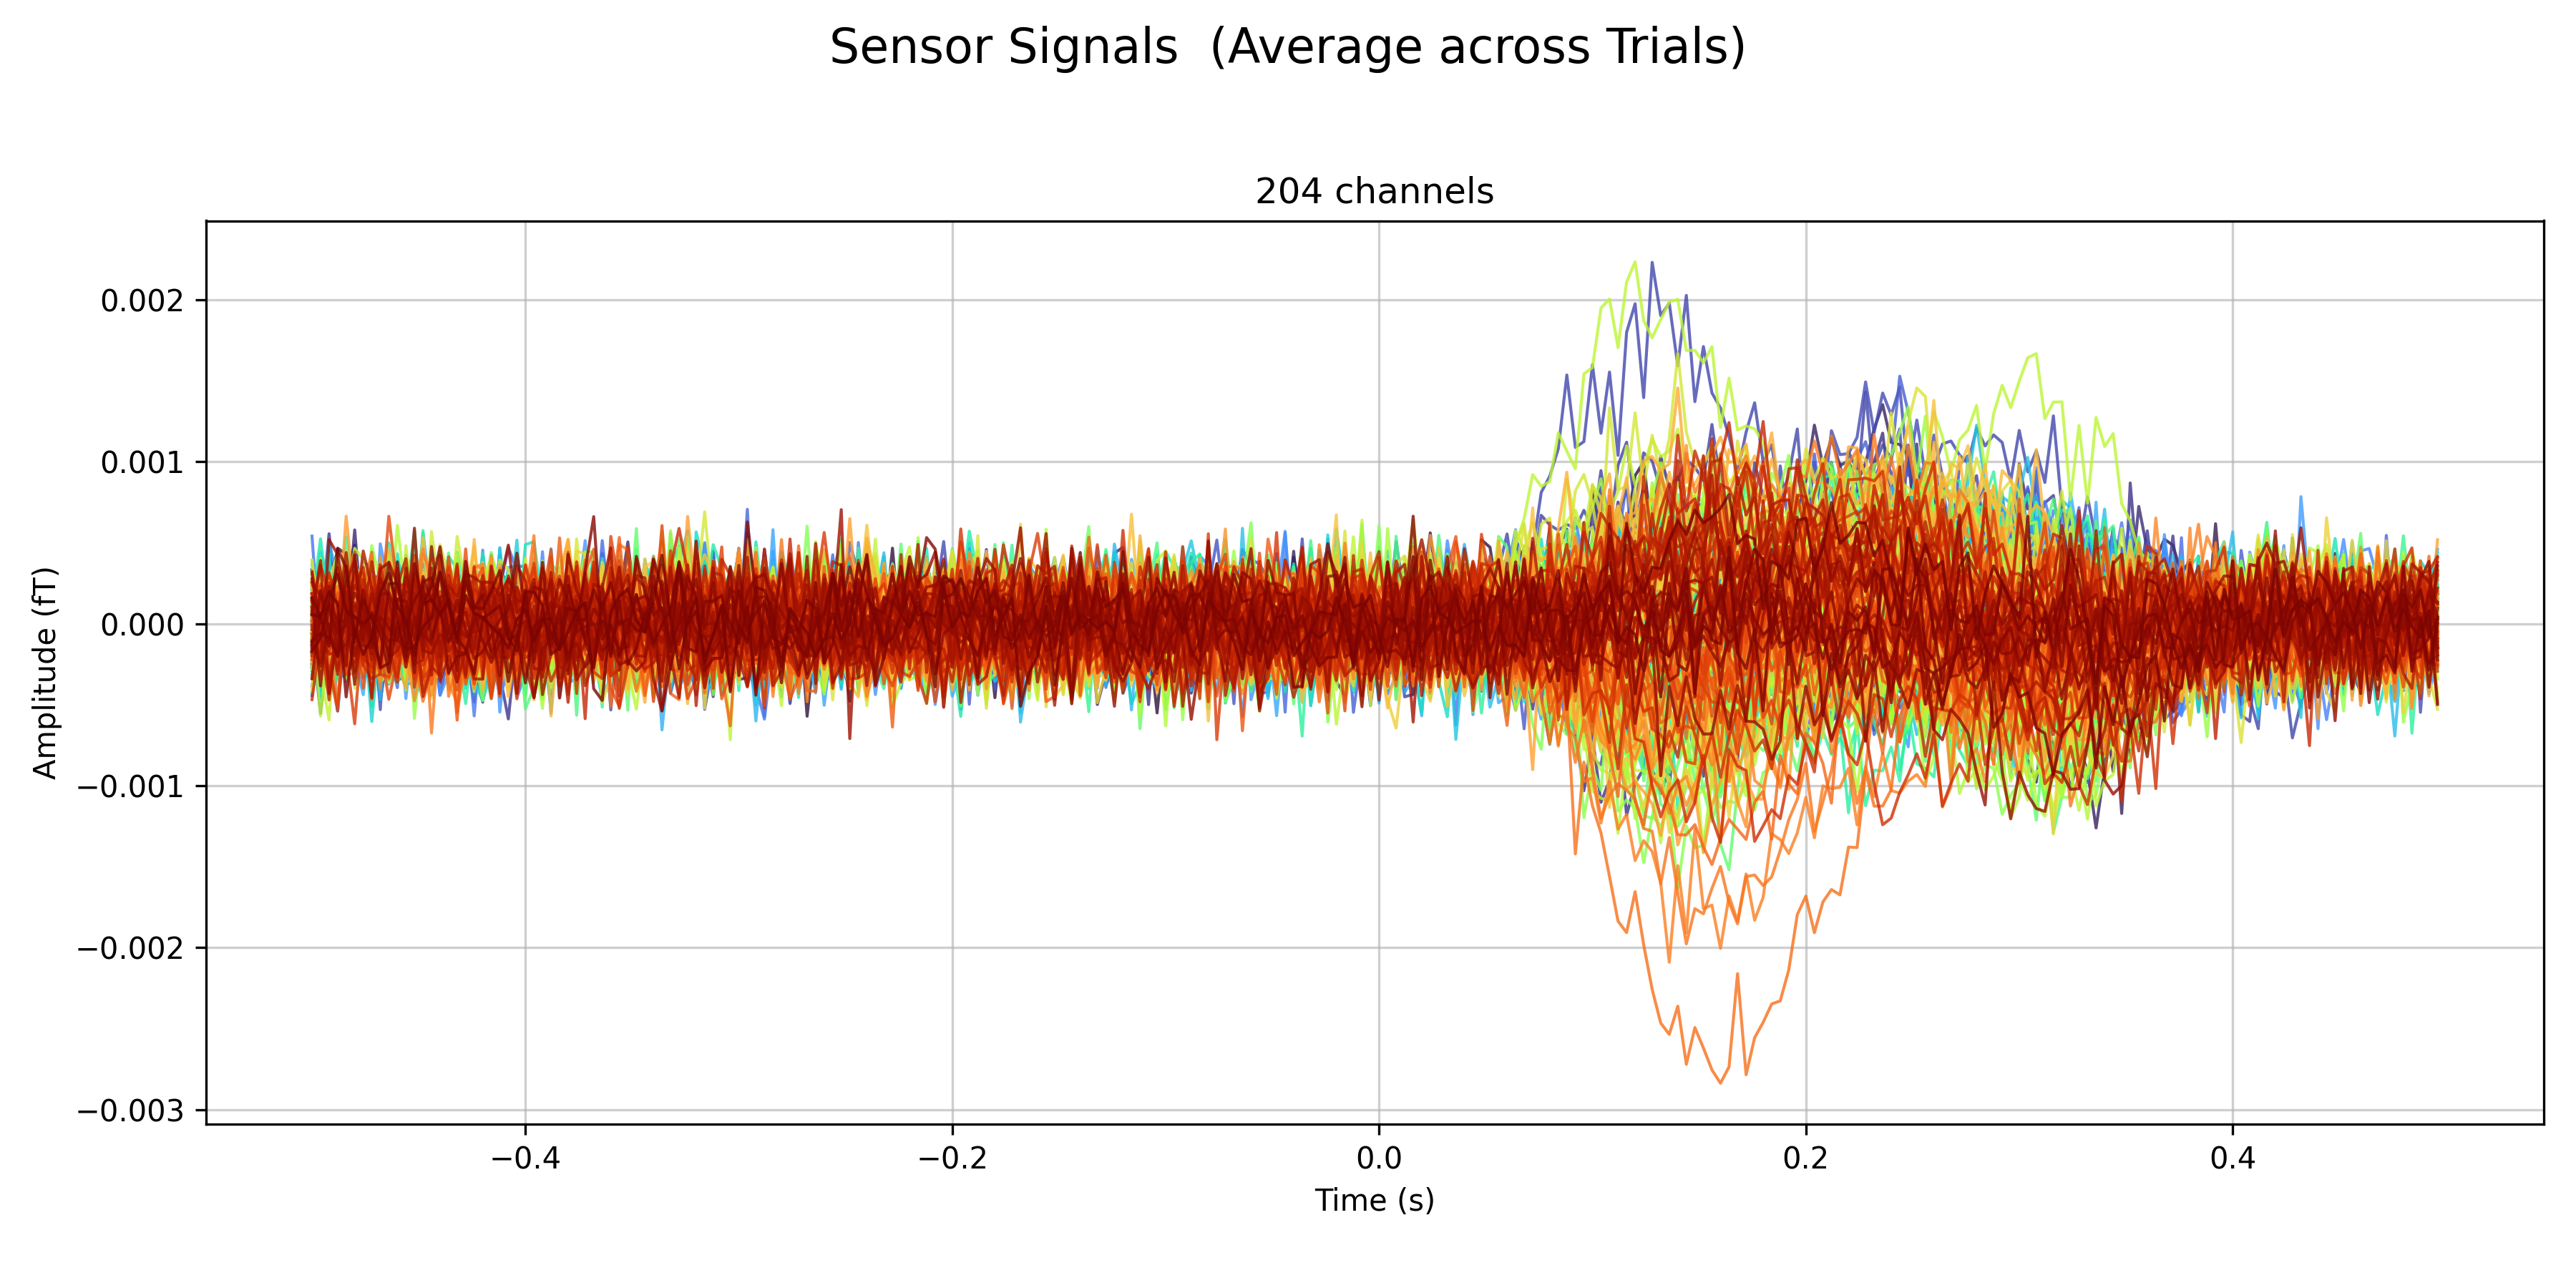 Sensor Signals  (Average across Trials)
204 channels
0.002
0.001
0.000
−0.001
−0.002
−0.003
Amplitude (fT)
−0.4 −0.2 0.0 0.2 0.4
Time (s)